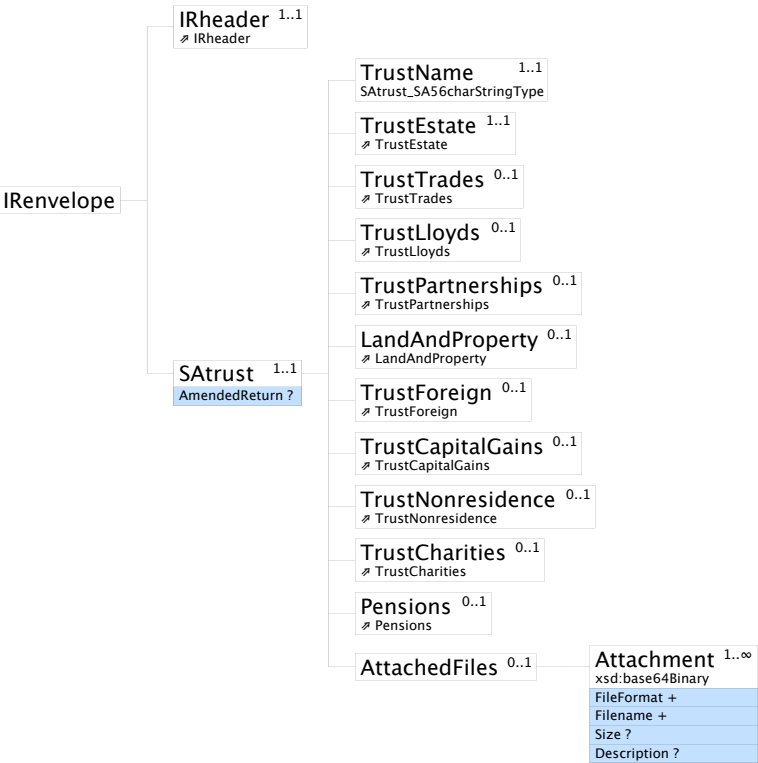 IRheader 1..1
⇗ IRheader
TrustName 1..1
SAtrust_SA56charStringType
TrustEstate 1..1
⇗ TrustEstate
TrustTrades 0..1
⇗ TrustTrades
IRenvelope
TrustLloyds 0..1
⇗ TrustLloyds
TrustPartnerships 0..1
⇗ TrustPartnerships
LandAndProperty 0..1
⇗ LandAndProperty
SAtrust 1..1
AmendedReturn ?
TrustForeign 0..1
⇗ TrustForeign
TrustCapitalGains 0..1
⇗ TrustCapitalGains
TrustNonresidence 0..1
⇗ TrustNonresidence
TrustCharities 0..1
⇗ TrustCharities
Pensions 0..1
⇗ Pensions
AttachedFiles 0..1
Attachment 1..∞
xsd:base64Binary
FileFormat +
Filename +
Size ?
Description ?